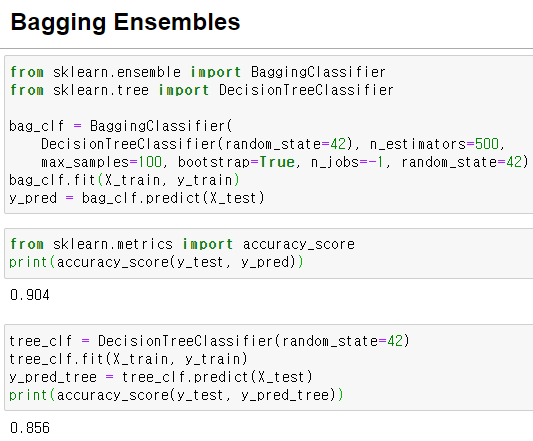 Bagging Ensembles
from sklearn.ensemble import BaggingClassifier
from sklearn.tree import DecisionTreeClassifier
bag_clf = BaggingClassifier(
    DecisionTreeClassifier(random_state=42), n_estimators=500,
    max_samples=100, bootstrap=True, n_jobs=-1, random_state=42)
bag_clf.fit(X_train, y_train)
y_pred = bag_clf.predict(X_test)
from sklearn.metrics import accuracy_score
print(accuracy_score(y_test, y_pred))
0.904
tree_clf = DecisionTreeClassifier(random_state=42)
tree_clf.fit(X_train, y_train)
y_pred_tree = tree_clf.predict(X_test)
print(accuracy_score(y_test, y_pred_tree))
0.856